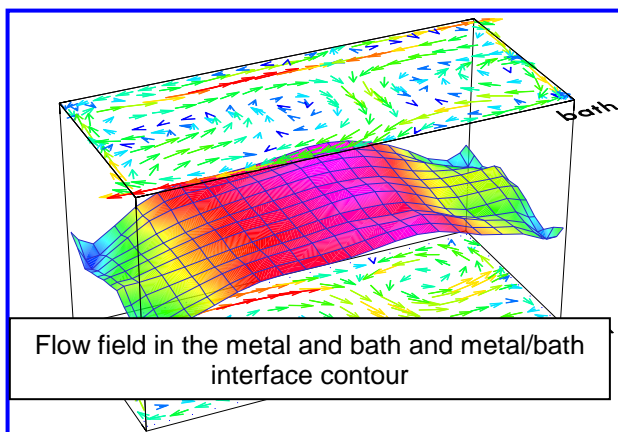 bath
Flow field in the metal and bath and metal/bath
interface contour